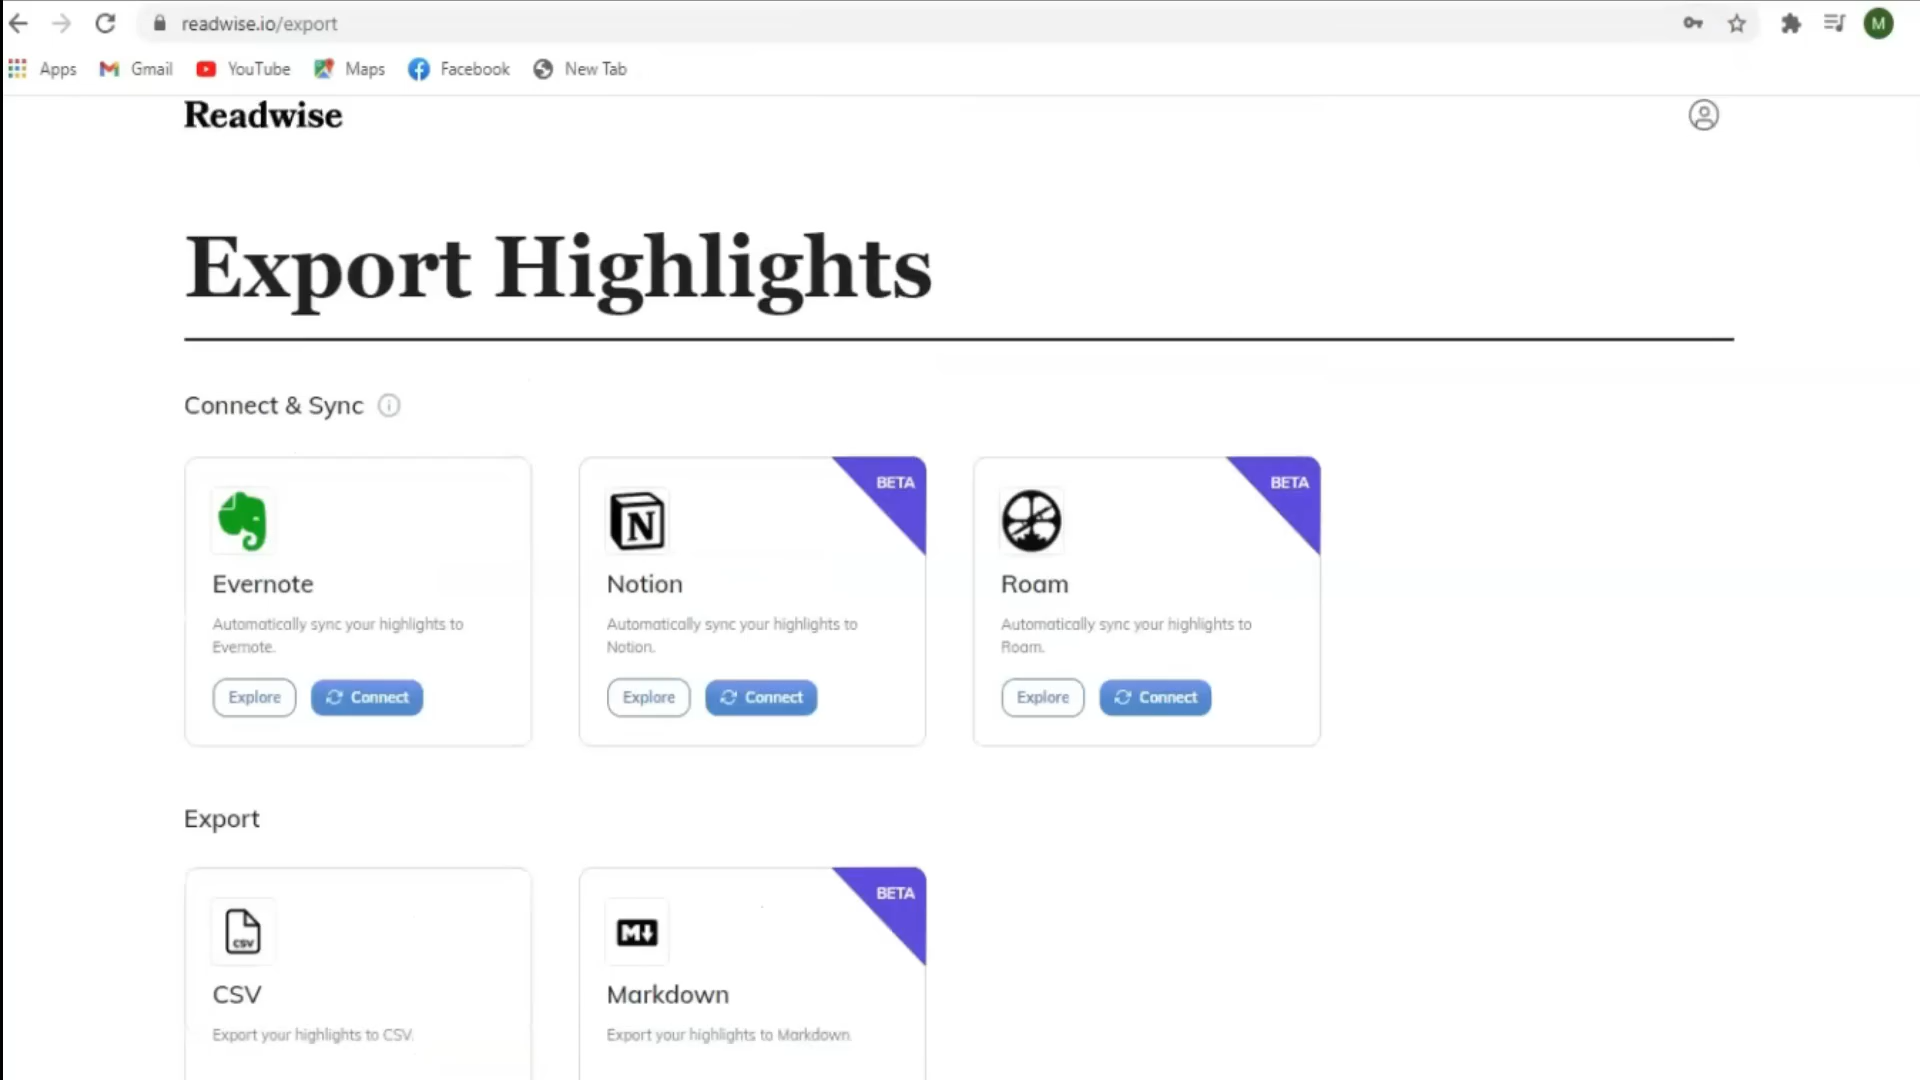 readwise.io/export
M
Apps Gmail YouTube Maps Facebook New Tab
Readwise
Export Highlights
Connect & Sync
BETA
N
Evernote
Automatically sync your highlights to
Evernote.
Explore Connect
Notion
Automatically sync your highlights to
Notion.
Explore Connect
BETA
Roam
Automatically sync your highlights to
Roam.
Explore Connect
Export
CSV
CSV
Export your highlights to CSV.
BETA
M
Markdown
Export your highlights to Markdown.